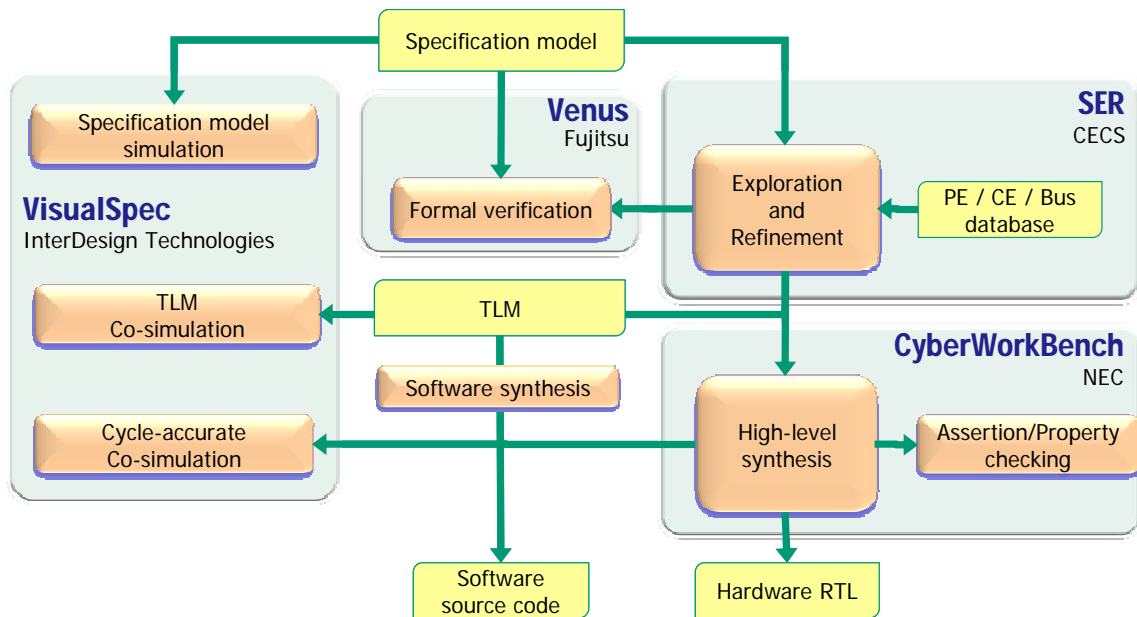 Specification model
Specification model
simulation
VisualSpec
InterDesign Technologies
TLM
Co-simulation
Cycle-accurate
Co-simulation
Venus
Fujitsu
Formal verification
SER
CECS
Exploration
and
Refinement
PE / CE / Bus
database
TLM
Software synthesis
CyberWorkBench
NEC
High-level
synthesis
Assertion/Property
checking
Software
source code
Hardware RTL